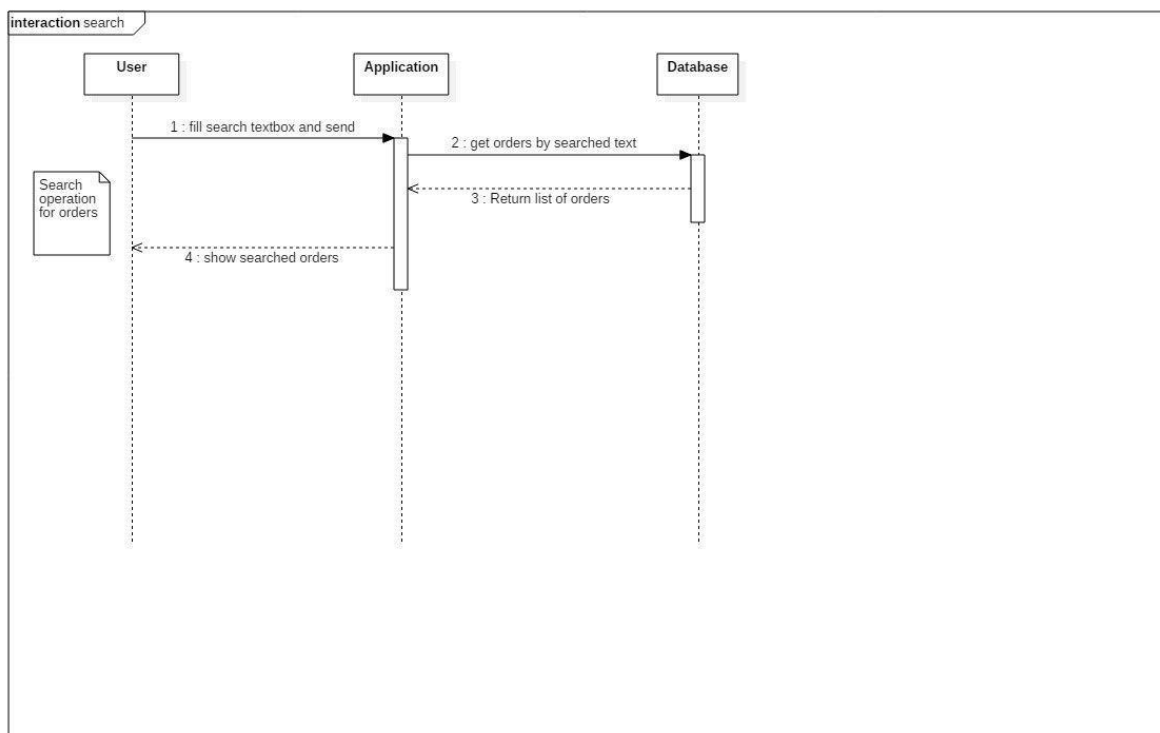 interaction search
User
Application
Database
1 : fill search textbox and send
2 : get orders by searched text
Search
operation
for orders
3 : Return list of orders
4 : show searched orders